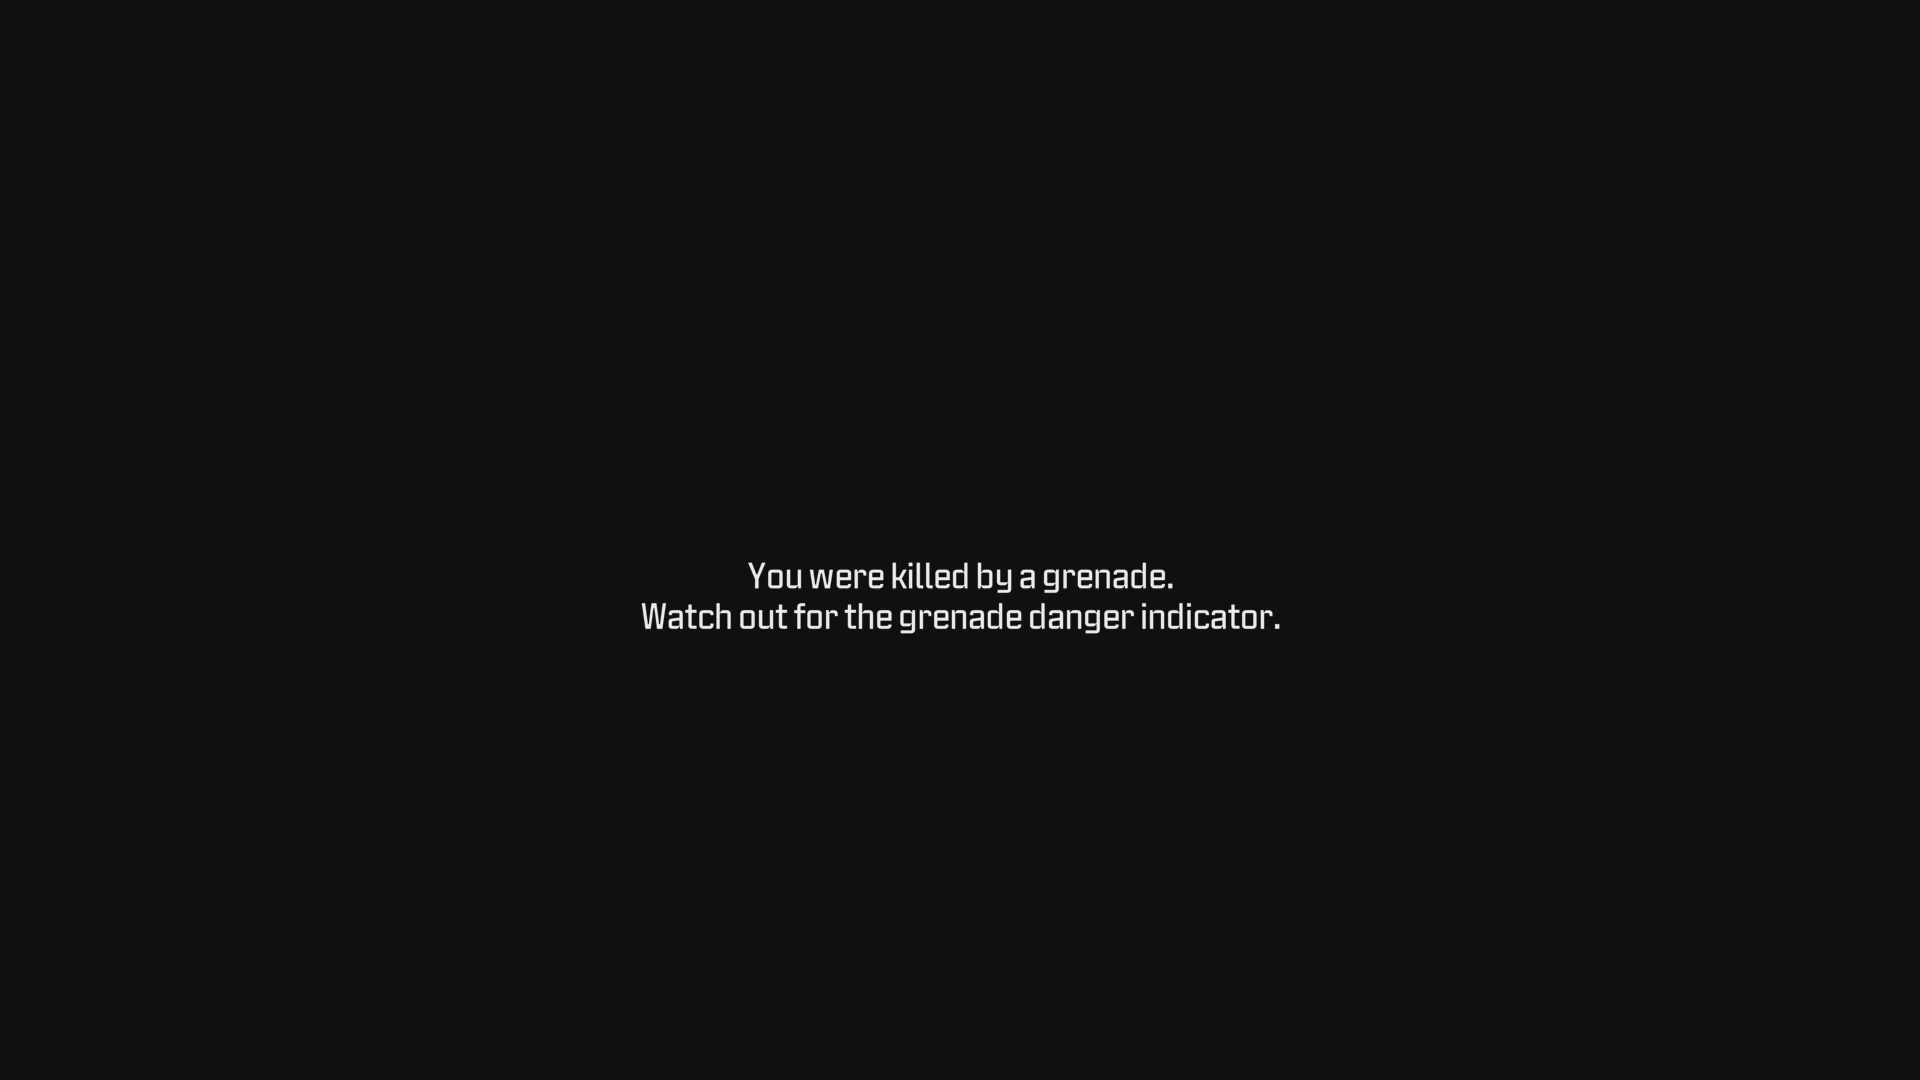 You were killed by a grenade.
Watch out for the grenade danger indicator.